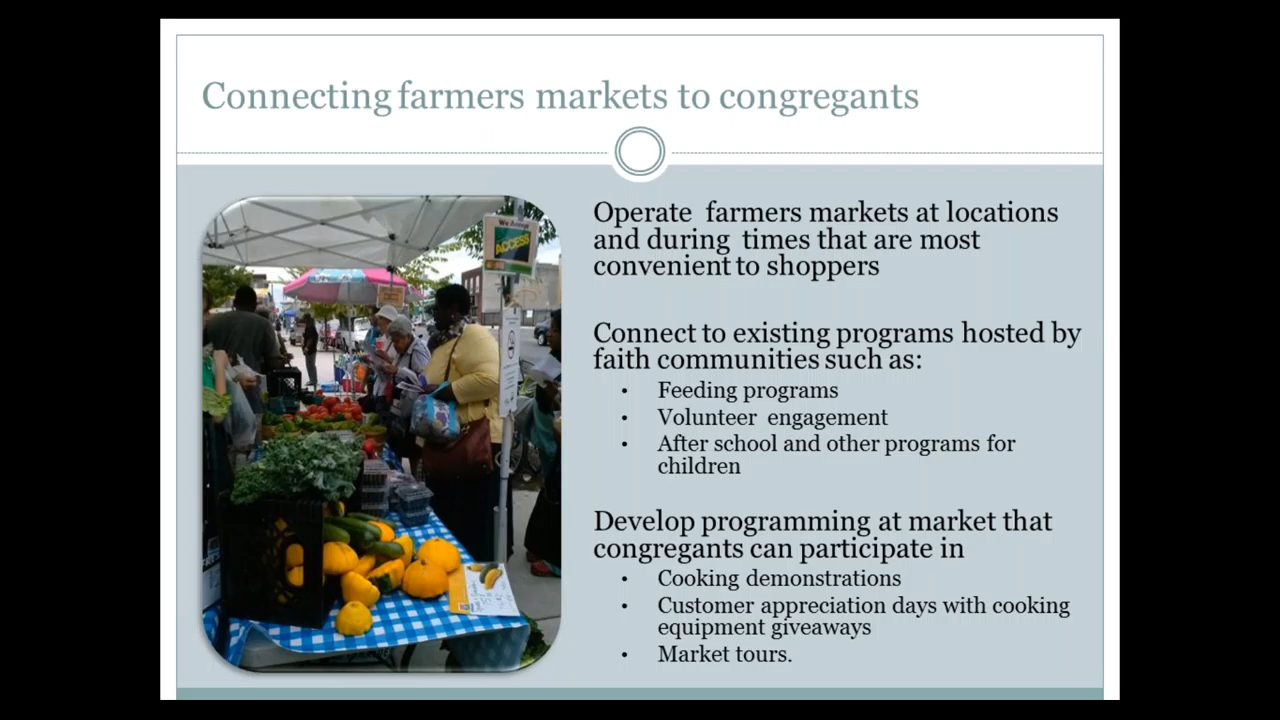 Connecting farmers markets to congregants
We Accept
ACCESS
Operate farmers markets at locations
and during times that are most
convenient to shoppers
Connect to existing programs hosted by
faith communities such as:
• Feeding programs
• Volunteer engagement
• After school and other programs for
children
Develop programming at market that
congregants can participate in
• Cooking demonstrations
• Customer appreciation days with cooking
equipment giveaways
• Market tours.